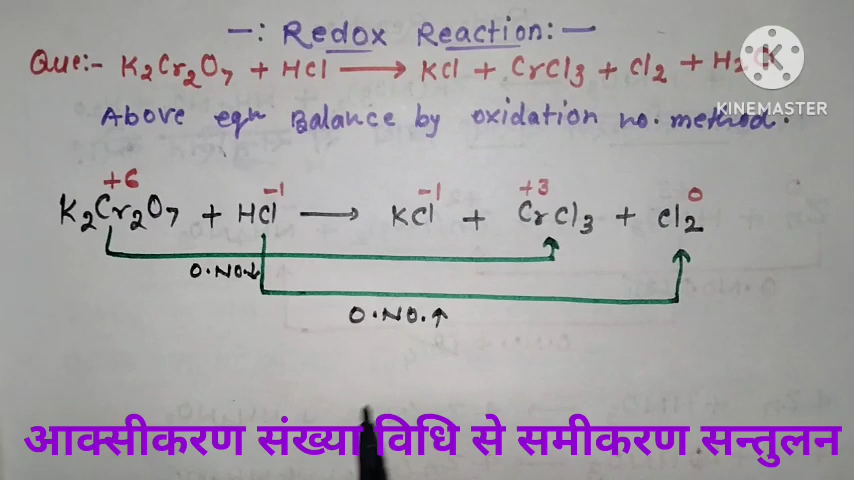 -: Redox Reaction:-
Que:- K2Cr2O7 + HCl ⟶ KCl + CrCl3 + Cl2 + H2O
KINEMASTER
Above eqn Balance by oxidation no. method.
+6 -1 -1 +3 0
K2Cr2O7 + HCl ⟶ KCl + CrCl3 + Cl2
O.NO↓
O.NO.↑
आक्सीकरण संख्या विधि से समीकरण सन्तुलन